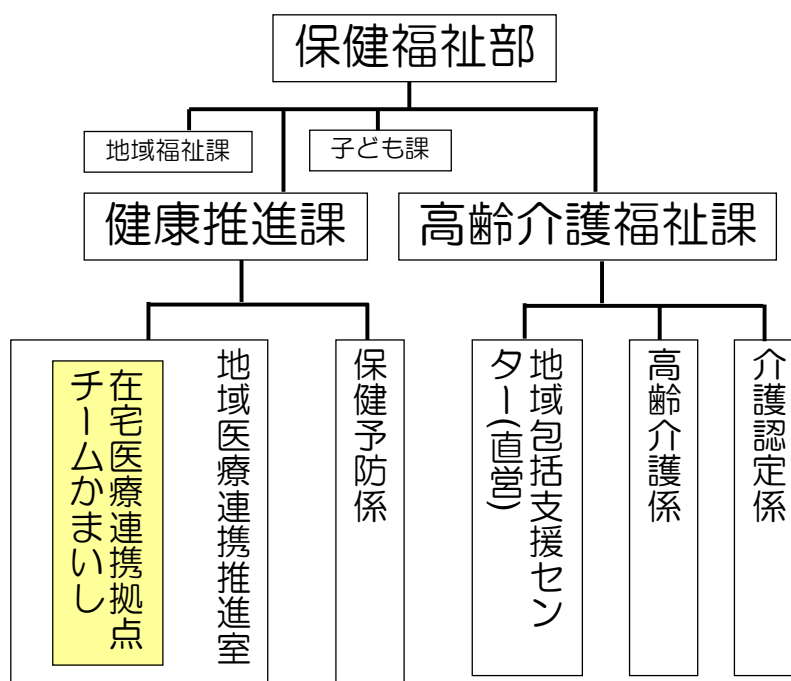 保健福祉部
地域福祉課
子ども課
健康推進課
高齢介護福祉課
在宅医療連携拠点
チームかまいし
地域医療連携推進室
保健予防係
地域包括支援セン
ター(直営)
高齢介護係
介護認定係